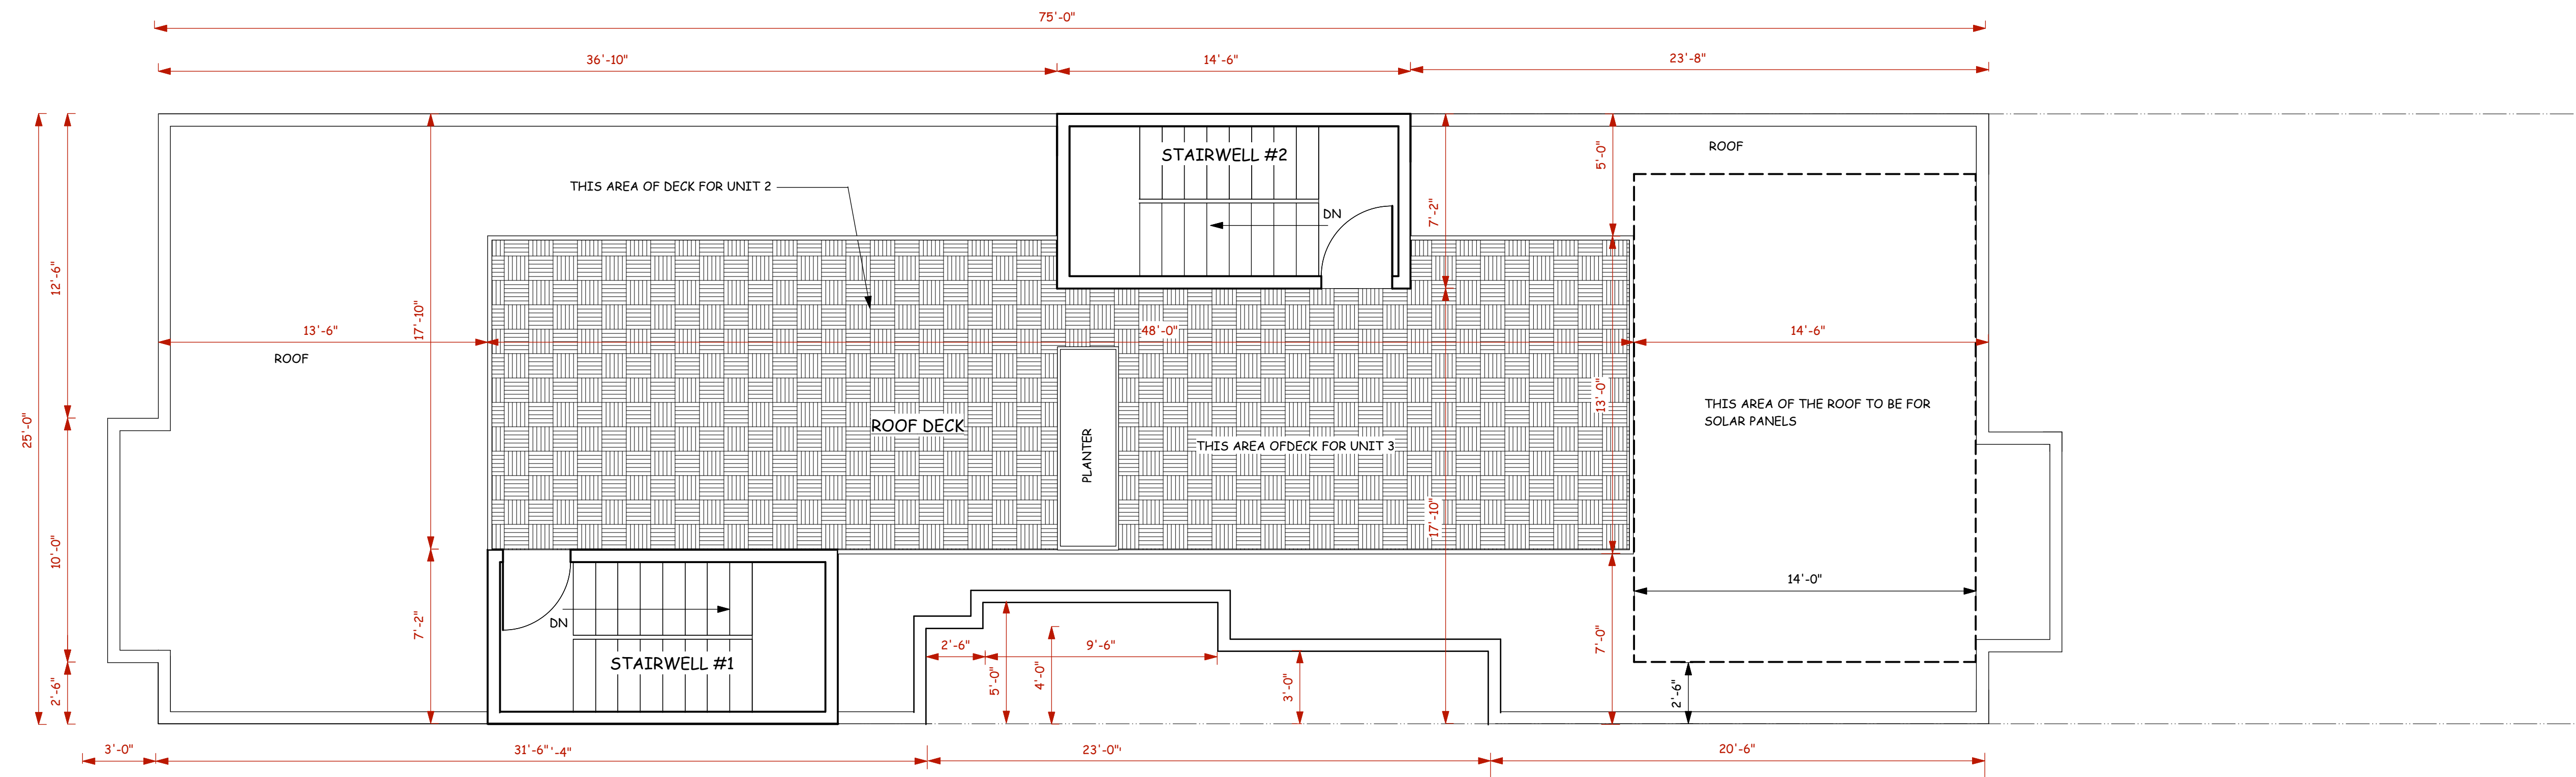 75'-0"
36'-10"
14'-6"
23'-8"
STAIRWELL #2
ROOF
5'-0"
THIS AREA OF DECK FOR UNIT 2
7'-2"
DN
12'-6"
17'-10"
13'-6"
48'-0"
14'-6"
ROOF
13'-0"
THIS AREA OF THE ROOF TO BE FOR
SOLAR PANELS
25'-0"
ROOF DECK
PLANTER
THIS AREA OFDECK FOR UNIT 3
17'-10"
10'-0"
14'-0"
7'-2"
DN
STAIRWELL #1
2'-6"
9'-6"
5'-0"
4'-0"
3'-0"
7'-0"
2'-6"
2'-6"
3'-0"
31'-6" '-4"
23'-0"'
20'-6"